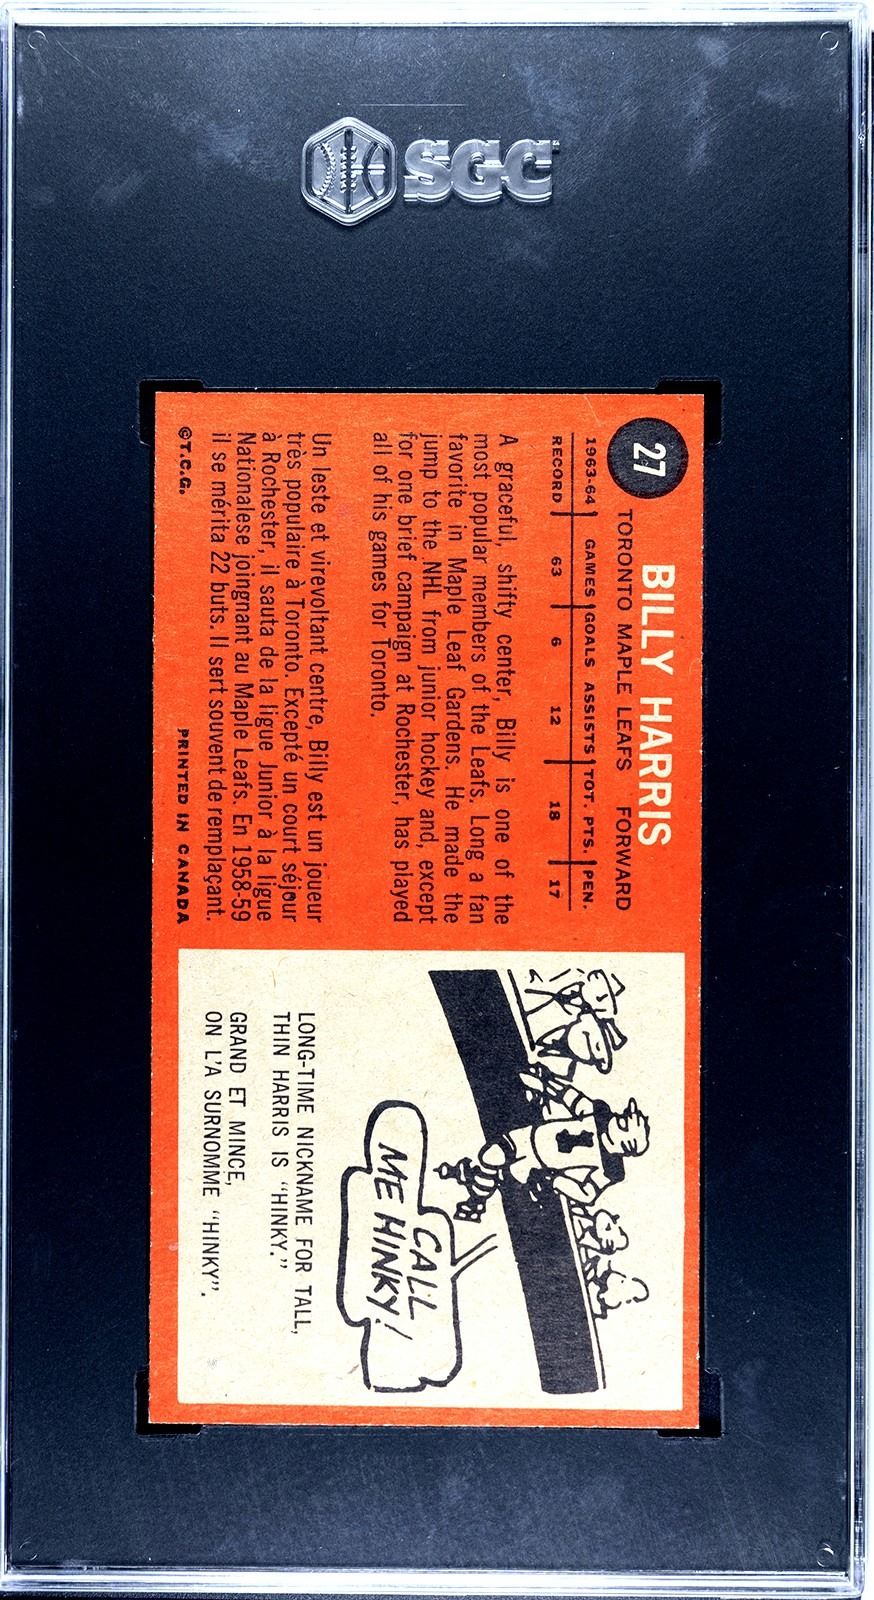 SGC
27
BILLY HARRIS
TORONTO MAPLE LEAFS FORWARD
1963-64 GAMES GOALS ASSISTS TOT. PTS. PEN.
RECORD 63 6 12 18 17
A graceful, shifty center, Billy is one of the
most popular members of the Leafs. Long a fan
favorite in Maple Leaf Gardens. He made the
jump to the NHL from junior hockey and, except
for one brief campaign at Rochester, has played
all of his games for Toronto.
Un leste et virevoltant centre, Billy est un joueur
très populaire à Toronto. Excepté un court séjour
à Rochester, il sauta de la ligue Junior à la ligue
Nationalese joingnant au Maple Leafs. En 1958-59
il se mérita 22 buts. Il sert souvent de remplaçant.
©T.C.G. PRINTED IN CANADA
CALL
ME HINKY!
LONG-TIME NICKNAME FOR TALL,
THIN HARRIS IS "HINKY."
GRAND ET MINCE,
ON L'A SURNOMME "HINKY".